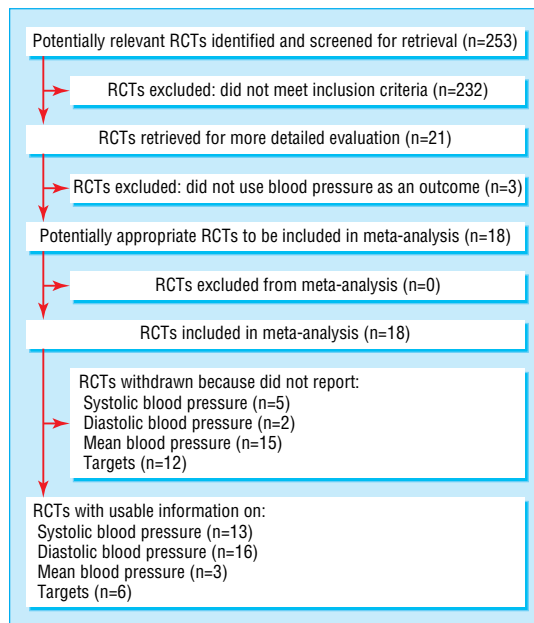 Potentially relevant RCTs identified and screened for retrieval (n=253)
RCTs excluded: did not meet inclusion criteria (n=232)
RCTs retrieved for more detailed evaluation (n=21)
RCTs excluded: did not use blood pressure as an outcome (n=3)
Potentially appropriate RCTs to be included in meta-analysis (n=18)
RCTs excluded from meta-analysis (n=0)
RCTs included in meta-analysis (n=18)
RCTs withdrawn because did not report:
Systolic blood pressure (n=5)
Diastolic blood pressure (n=2)
Mean blood pressure (n=15)
Targets (n=12)
RCTs with usable information on:
Systolic blood pressure (n=13)
Diastolic blood pressure (n=16)
Mean blood pressure (n=3)
Targets (n=6)